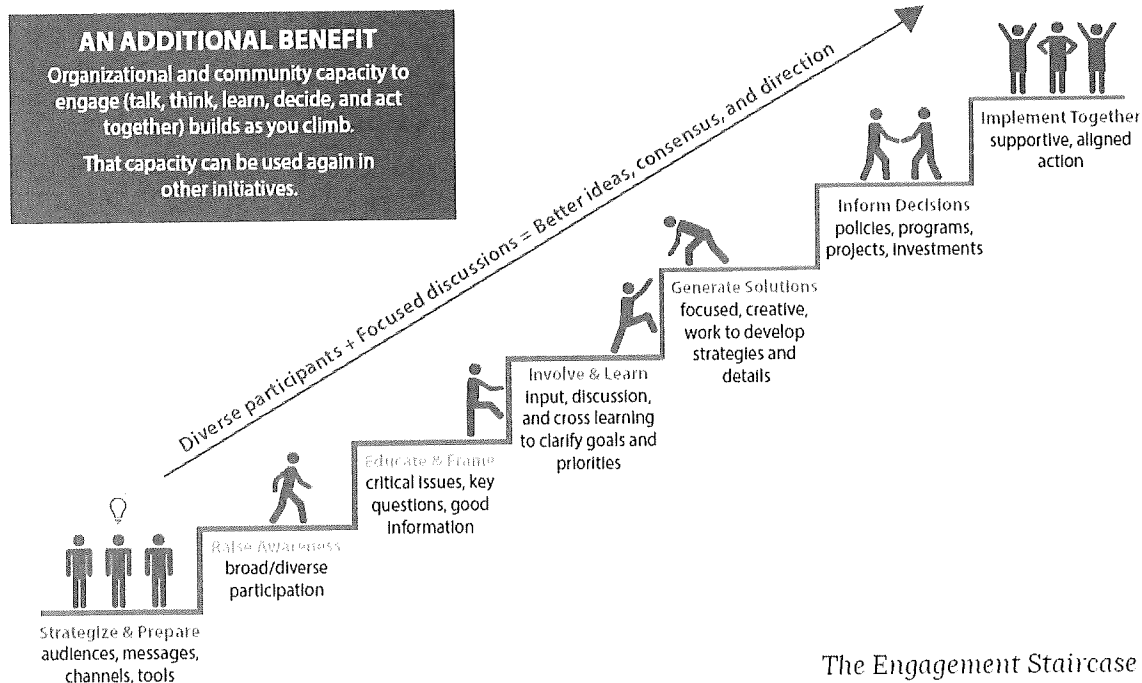 AN ADDITIONAL BENEFIT
Organizational and community capacity to
engage (talk, think, learn, decide, and act
together) builds as you climb.
That capacity can be used again in
other initiatives.
Diverse participants + Focused discussions = Better ideas, consensus, and direction
Strategize & Prepare
audiences, messages,
channels, tools
Raise Awareness
broad/diverse
participation
Educate & Frame
critical issues, key
questions, good
information
Involve & Learn
input, discussion,
and cross learning
to clarify goals and
priorities
Generate Solutions
focused, creative,
work to develop
strategies and
details
Inform Decisions
policies, programs,
projects, investments
Implement Together
supportive, aligned
action
The Engagement Staircase